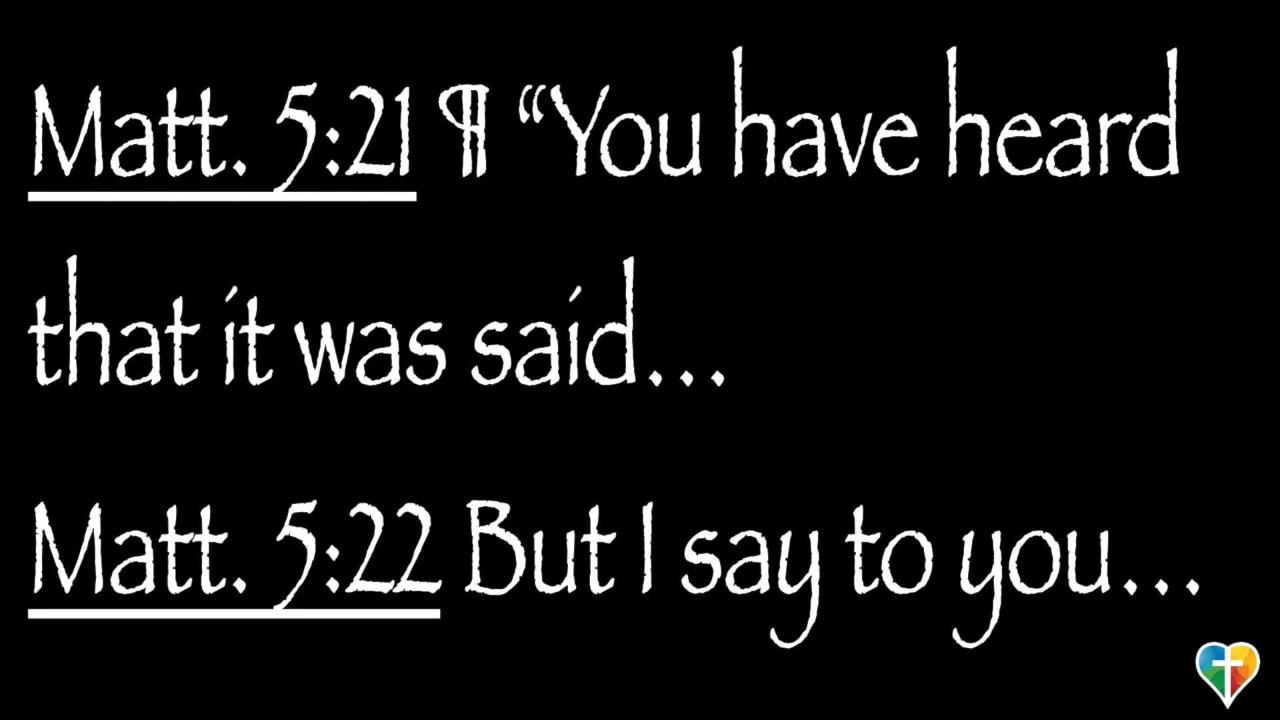 Matt. 5:21 ¶ “You have heard
that it was said…
Matt. 5:22 But I say to you…